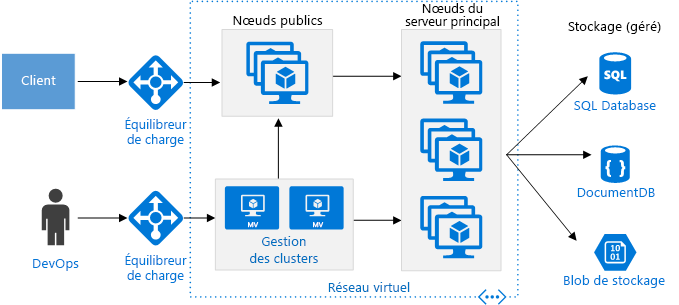 Nœuds publics
Nœuds du
serveur principal
Stockage (géré)
Client
Équilibreur
de charge
SQL
SQL Database
MV
MV
Gestion
des clusters
{ }
DocumentDB
DevOps
Équilibreur
de charge
10
01
Blob de stockage
Réseau virtuel